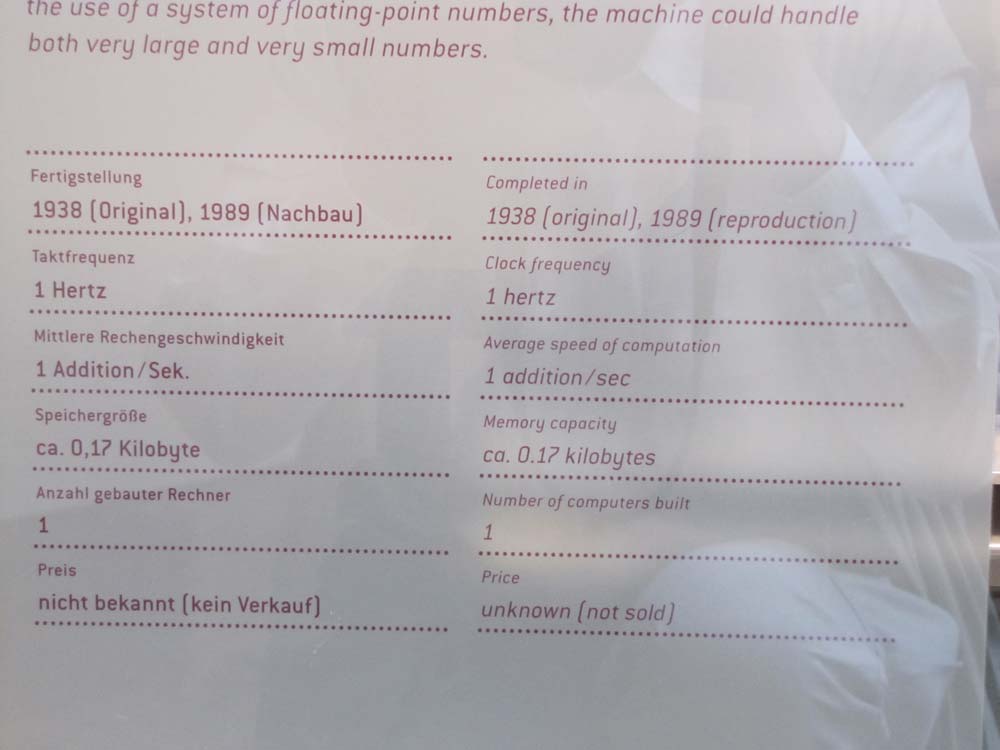 the use of a system of floating-point numbers, the machine could handle
both very large and very small numbers.
Fertigstellung
1938 (Original), 1989 (Nachbau)
Taktfrequenz
1 Hertz
Mittlere Rechengeschwindigkeit
1 Addition/Sek.
Speichergröße
ca. 0,17 Kilobyte
Anzahl gebauter Rechner
1
Preis
nicht bekannt (kein Verkauf)
Completed in
1938 (original), 1989 (reproduction)
Clock frequency
1 hertz
Average speed of computation
1 addition/sec
Memory capacity
ca. 0.17 kilobytes
Number of computers built
1
Price
unknown (not sold)